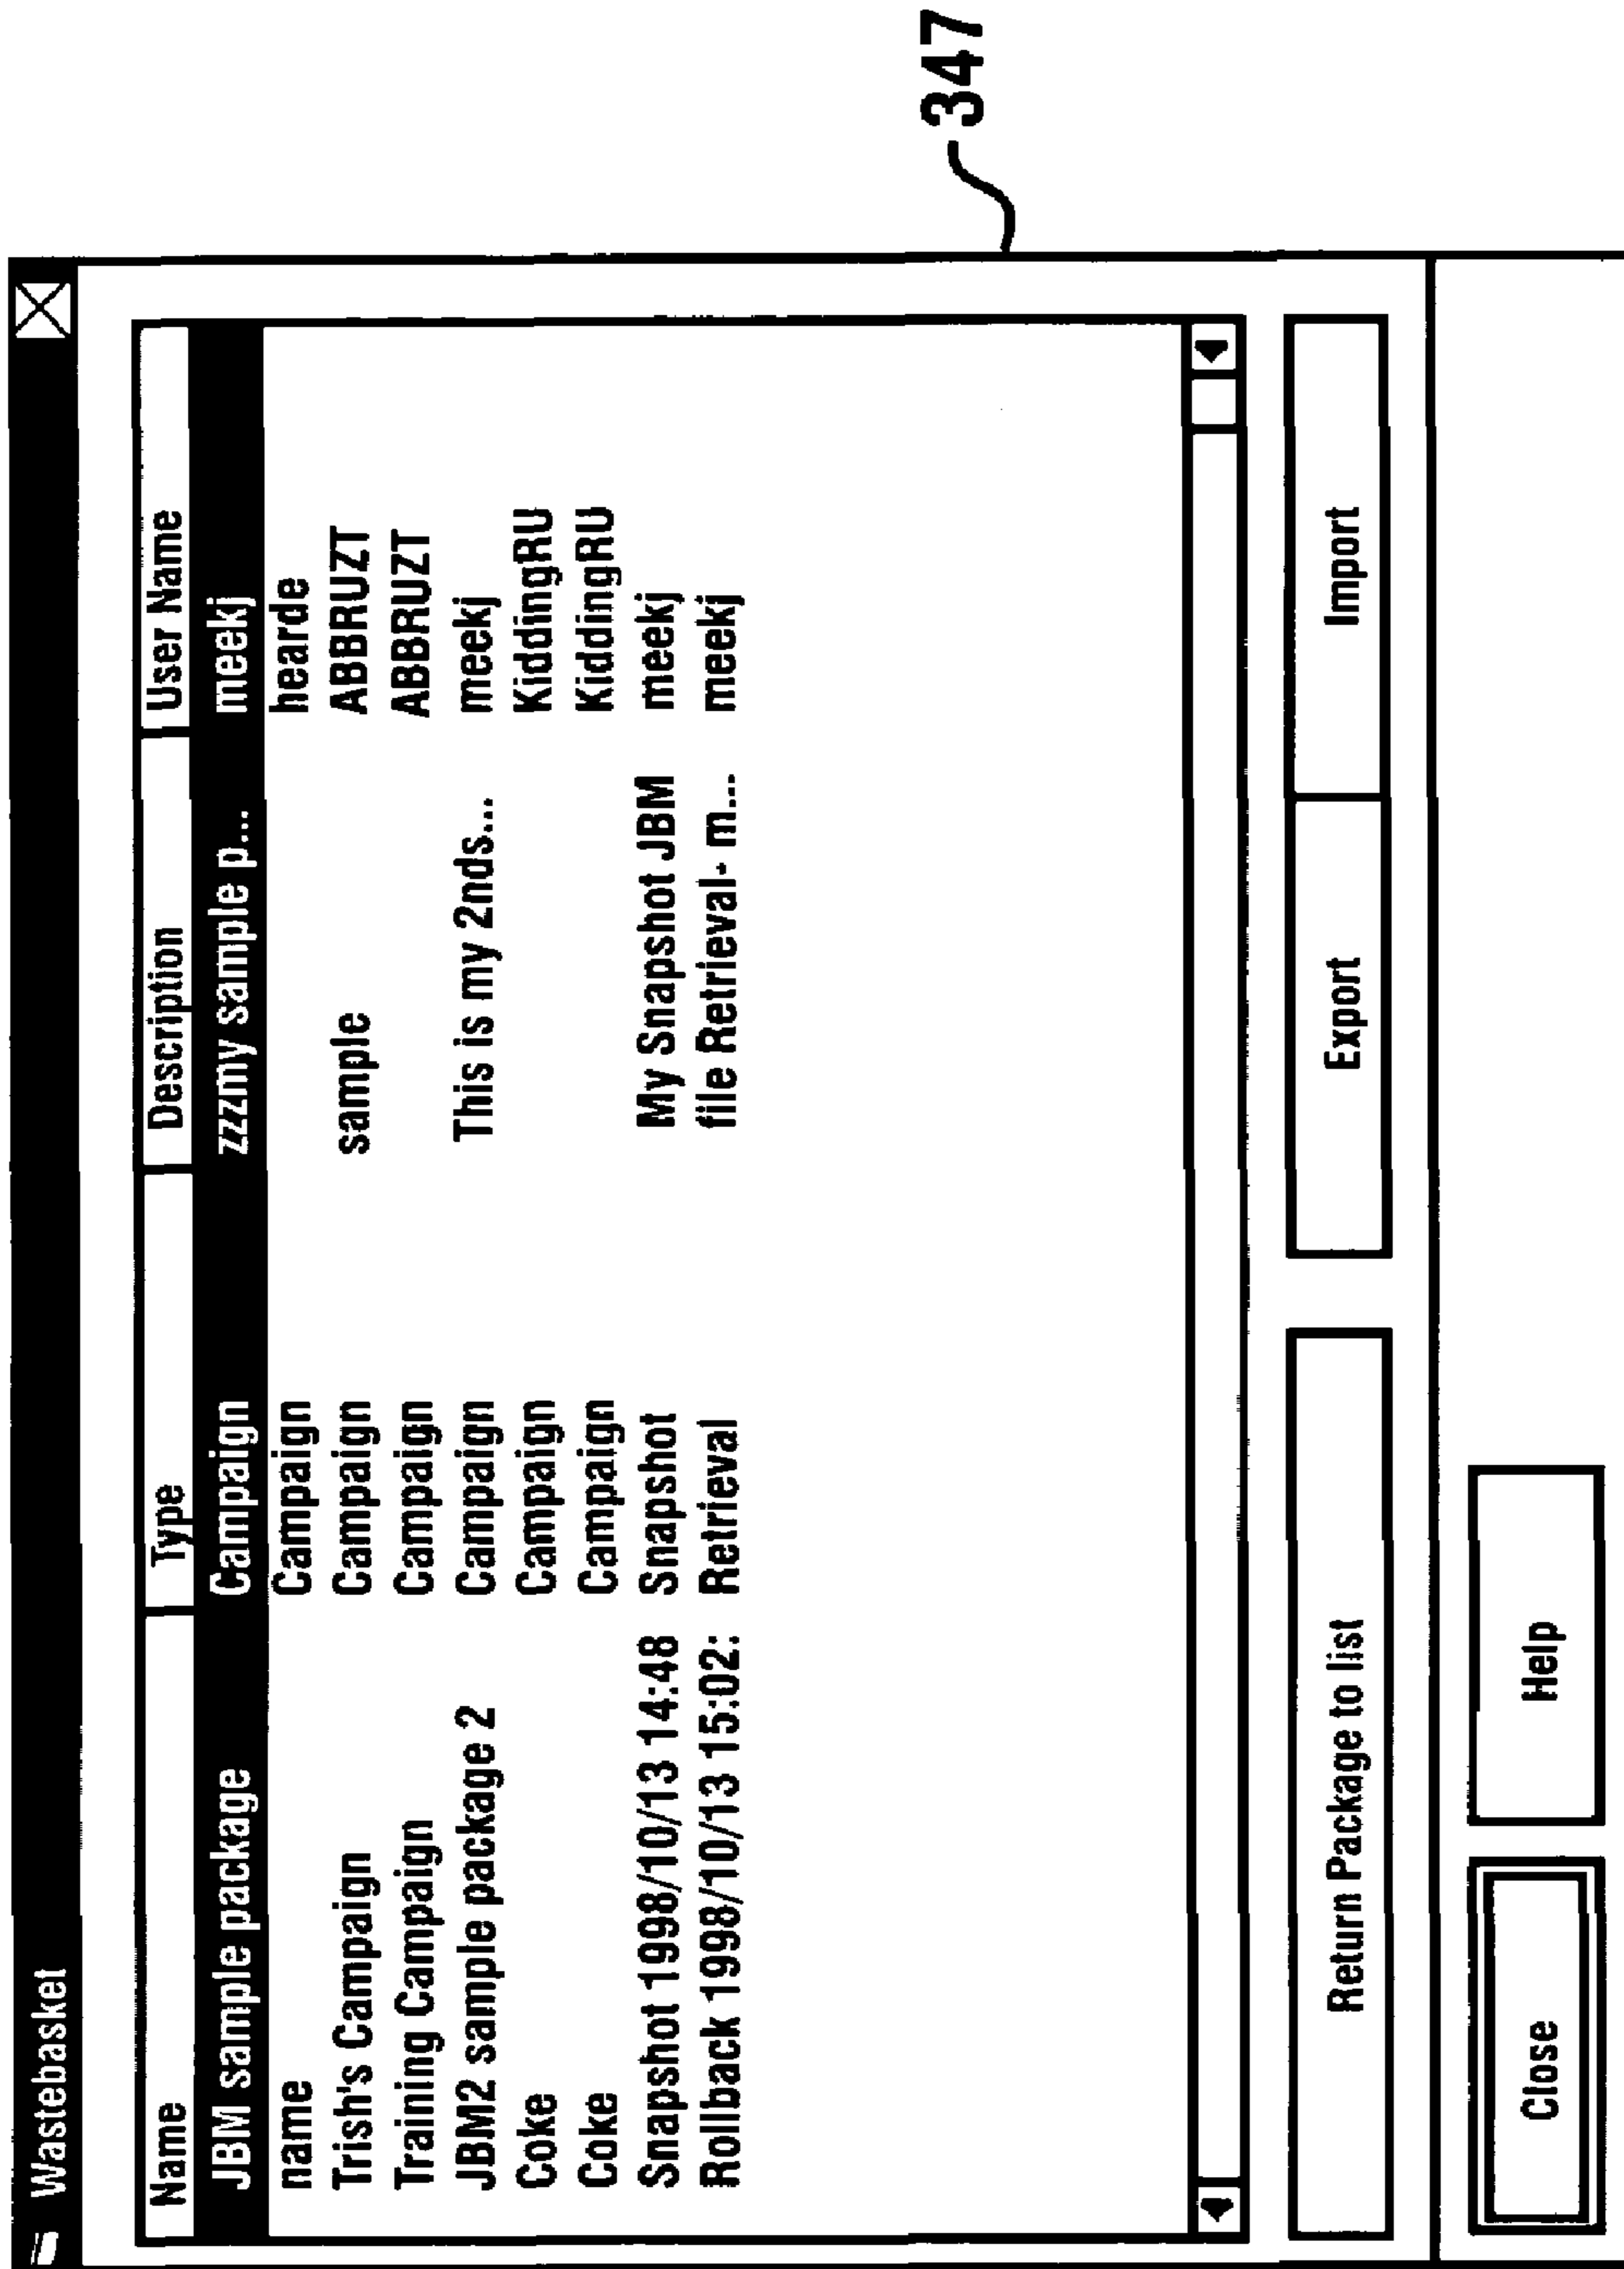 Wastebasket
Name Type Description User Name
JBM sample package Campaign zzzmy sample p... meekj
name Campaign hearde
Trish's Campaign Campaign sample ABBRUZT
Training Campaign Campaign ABBRUZT
JBM2 sample package 2 Campaign This is my 2nds... meekj
Coke Campaign KiddingRU
Coke Campaign KiddingRU
Snapshot 1998/10/13 14:48 Snapshot My Snapshot JBM meekj
Rollback 1998/10/13 15:02: Retrieval file Retrieval- m... meekj
Return Package to list Export Import
Close Help
347